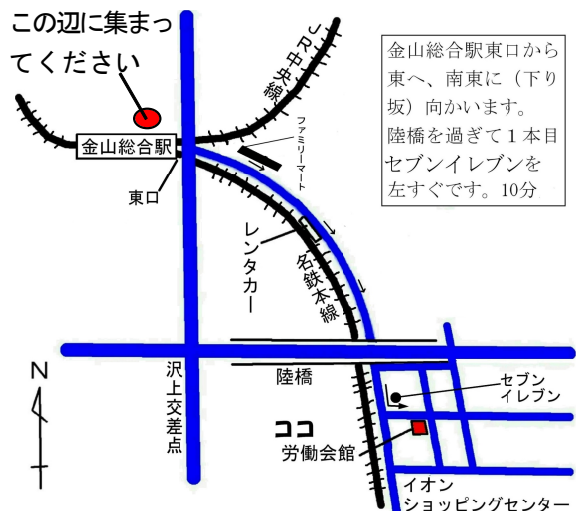 この辺に集まっ
てください
金山総合駅東口から
東へ、南東に（下り
坂）向かいます。
陸橋を過ぎて１本目
セブンイレブンを
左すぐです。10分
JR中央線
ファミリーマート
金山総合駅
東口
レンタカー
名鉄本線
N
沢上交差点
陸橋
セブン
イレブン
ココ
労働会館
イオン
ショッピングセンター